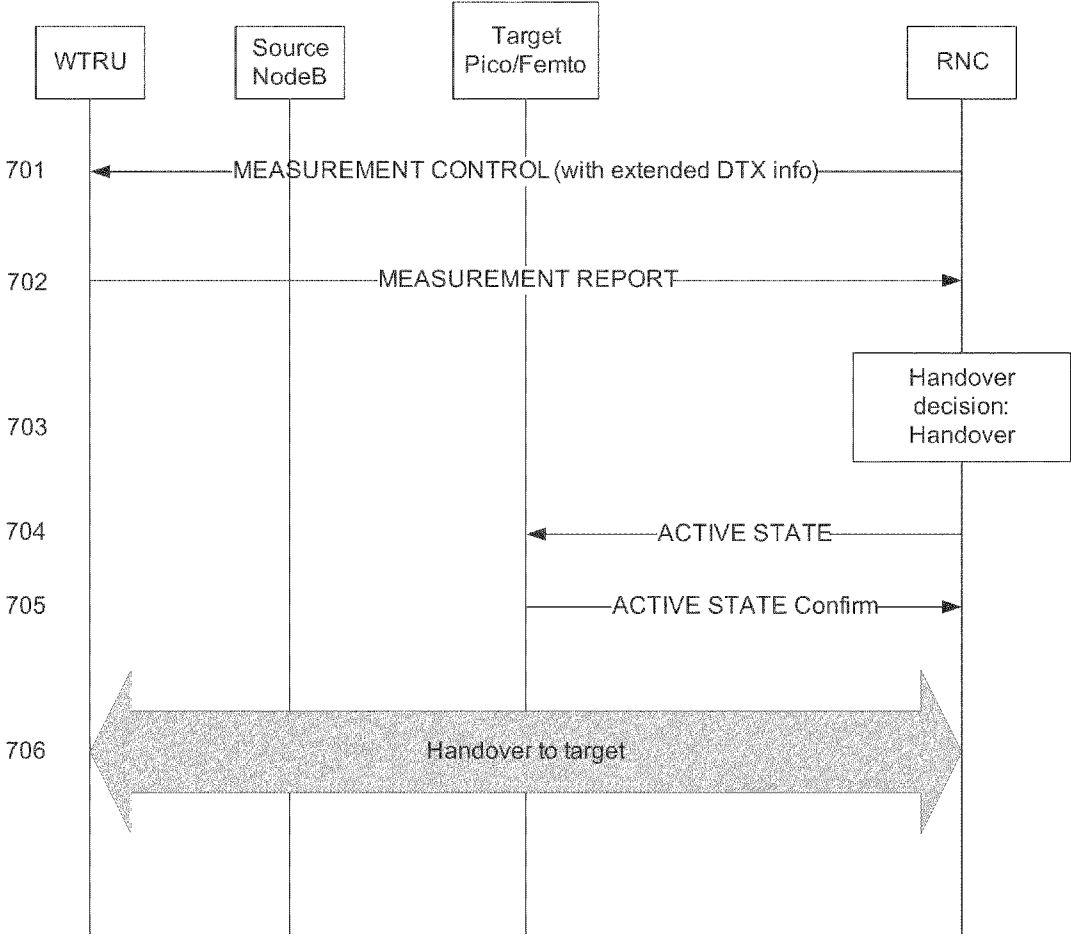 WTRU
Source
NodeB
Target
Pico/Femto
RNC
701
MEASUREMENT CONTROL (with extended DTX info)
702
MEASUREMENT REPORT
703
Handover
decision:
Handover
704
ACTIVE STATE
705
ACTIVE STATE Confirm
706
Handover to target